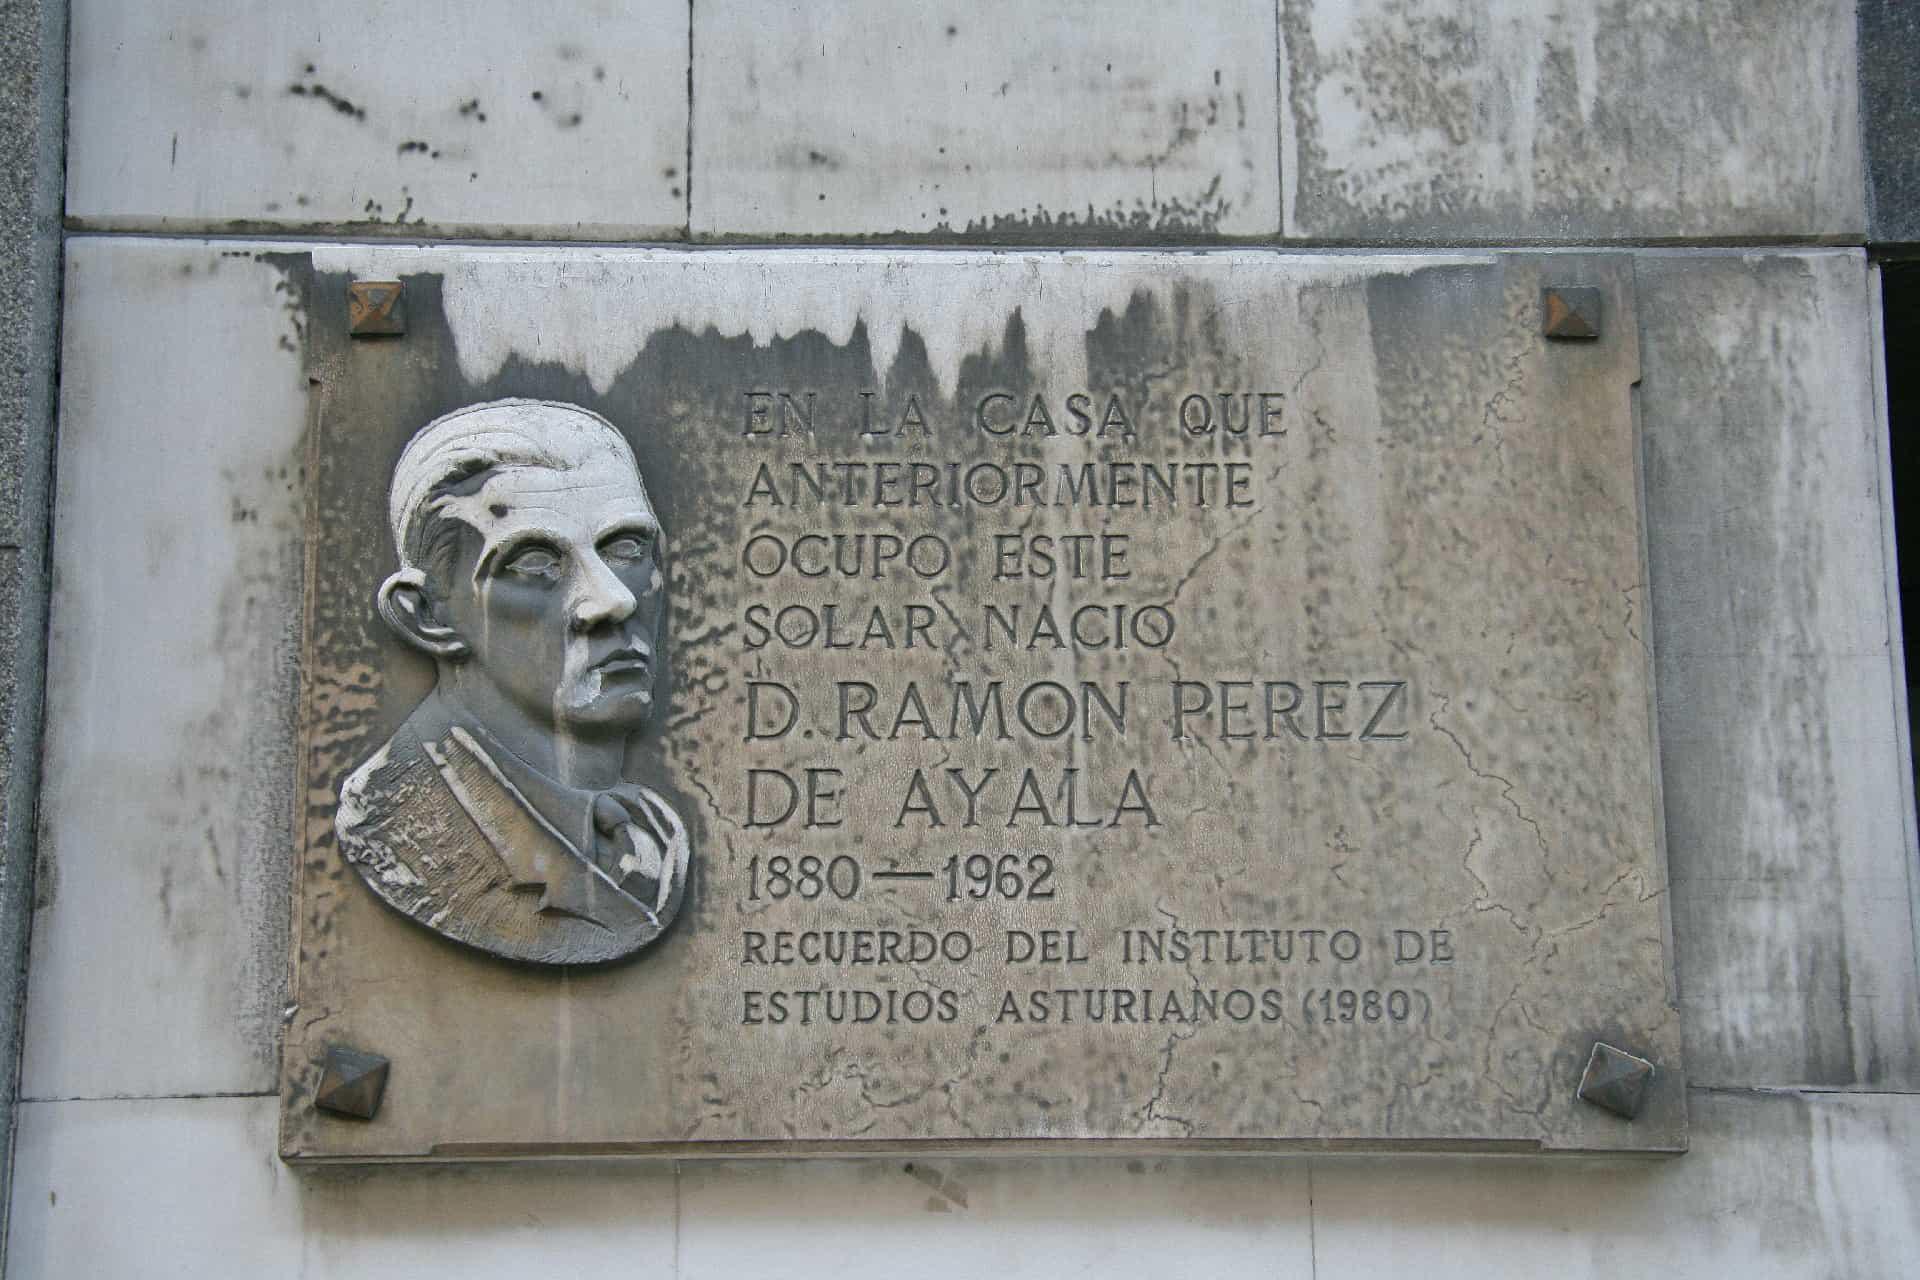 EN LA CASA QUE
ANTERIORMENTE
OCUPO ESTE
SOLAR NACIO
D. RAMON PEREZ
DE AYALA
1880—1962
RECUERDO DEL INSTITUTO DE
ESTUDIOS ASTURIANOS (1980)